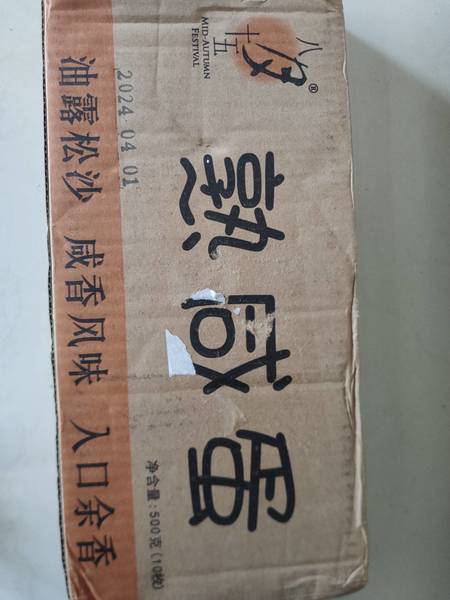 八月十五®
MID-AUTUMN
FESTIVAL
熟咸蛋
净含量:500克(10枚)
2024 04 01
油露松沙 咸香风味 入口余香